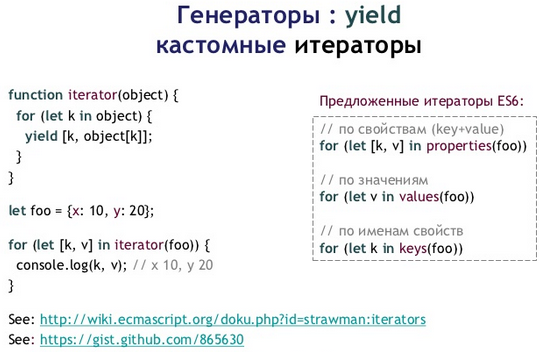 Генераторы : yield
кастомные итераторы
function iterator(object) {
for (let k in object) {
yield [k, object[k]];
}
}
let foo = {x: 10, y: 20};
for (let [k, v] in iterator(foo)) {
console.log(k, v); // x 10, y 20
}
Предложенные итераторы ES6:
// по свойствам (key+value)
for (let [k, v] in properties(foo))
// по значениям
for (let v in values(foo))
// по именам свойств
for (let k in keys(foo))
See: http://wiki.ecmascript.org/doku.php?id=strawman:iterators
See: https://gist.github.com/865630